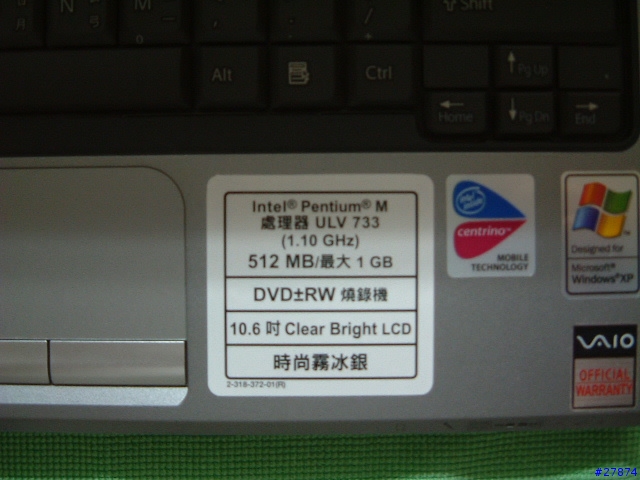 M
/
Shift
Alt
Ctrl
Pg Up
Home
Pg Dn
End
Intel® Pentium® M
處理器 ULV 733
(1.10 GHz)
512 MB/最大 1 GB
DVD±RW 燒錄機
10.6 吋 Clear Bright LCD
時尚霧冰銀
2-318-372-01(R)
centrino
MOBILE
TECHNOLOGY
Designed for
Microsoft®
Windows®XP
VAIO
OFFICIAL
WARRANTY
#27874